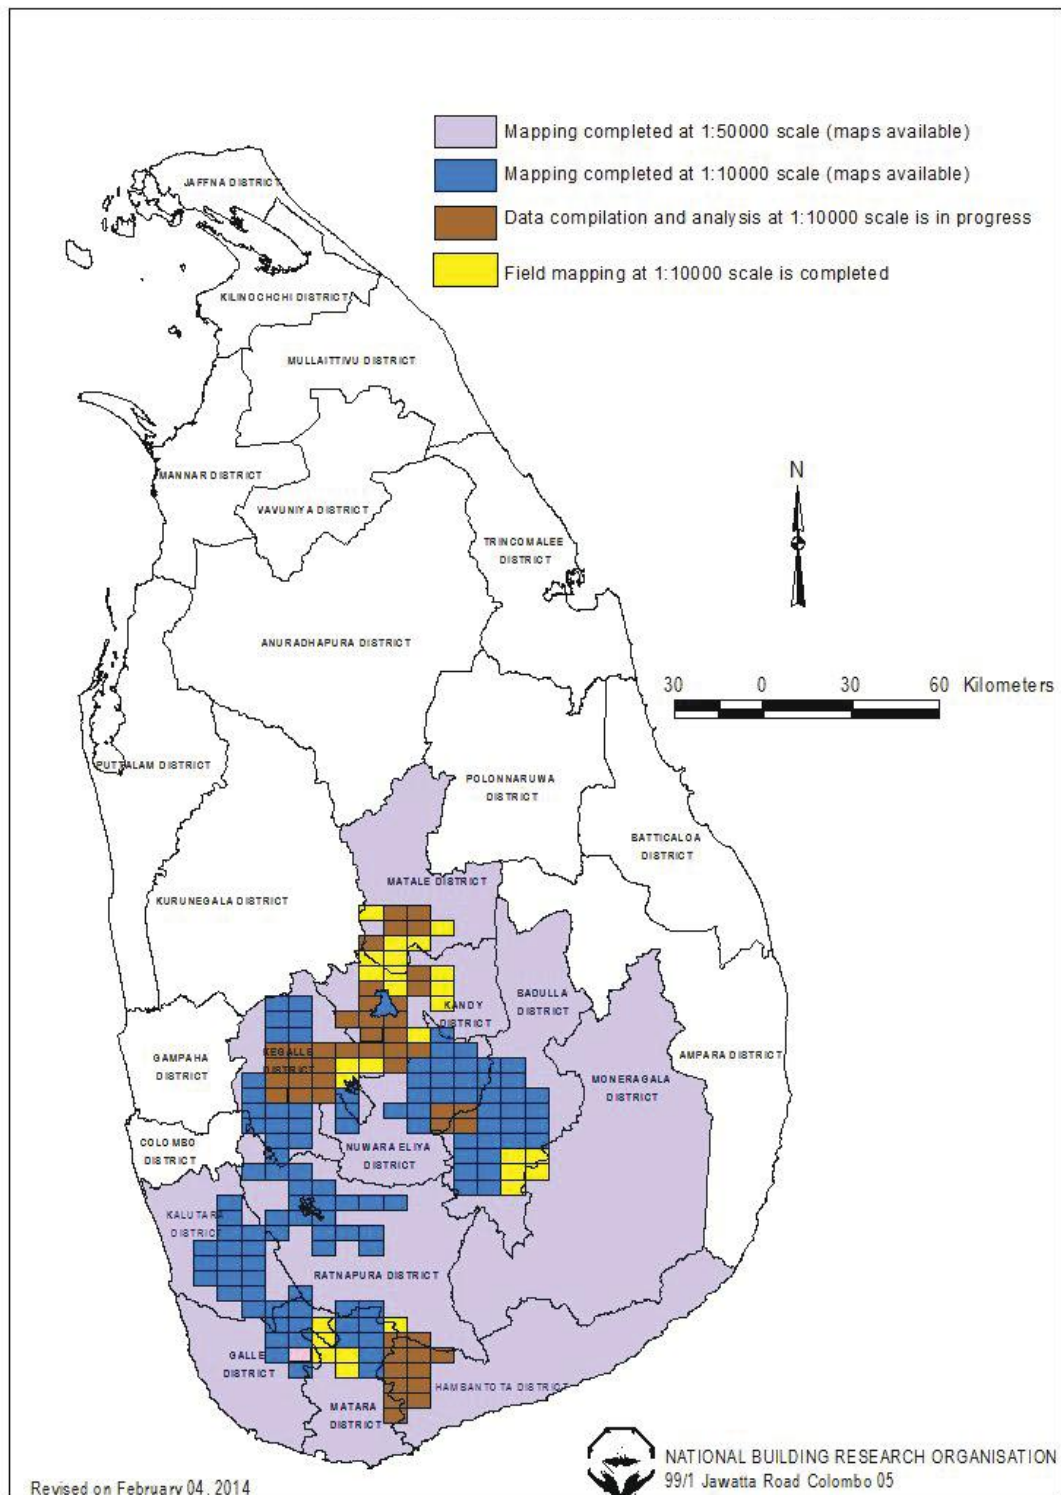 Mapping completed at 1:50000 scale (maps available)
Mapping completed at 1:10000 scale (maps available)
Data compilation and analysis at 1:10000 scale is in progress
Field mapping at 1:10000 scale is completed
JAFFNA DISTRICT
KILINOCHCHI DISTRICT
MULLAITTIVU DISTRICT
MANNAR DISTRICT
VAVUNIYA DISTRICT
N
TRINCOMALEE
DISTRICT
ANURADHAPURA DISTRICT
30 0 30 60 Kilometers
PUTTALAM DISTRICT
POLONNARUWA
DISTRICT
BATTICALOA
DISTRICT
MATALE DISTRICT
KURUNEGALA DISTRICT
BADULLA
DISTRICT
KANDY
DISTRICT
GAMPAHA
DISTRICT
KEGALLE
DISTRICT
AMPARA DISTRICT
MONERAGALA
DISTRICT
COLOMBO
DISTRICT
NUWARA ELIYA
DISTRICT
KALUTARA
DISTRICT
RATNAPURA DISTRICT
GALLE
DISTRICT
HAMBANTOTA DISTRICT
MATARA
DISTRICT
NATIONAL BUILDING RESEARCH ORGANISATION
99/1 Jawatta Road Colombo 05
Revised on February 04, 2014